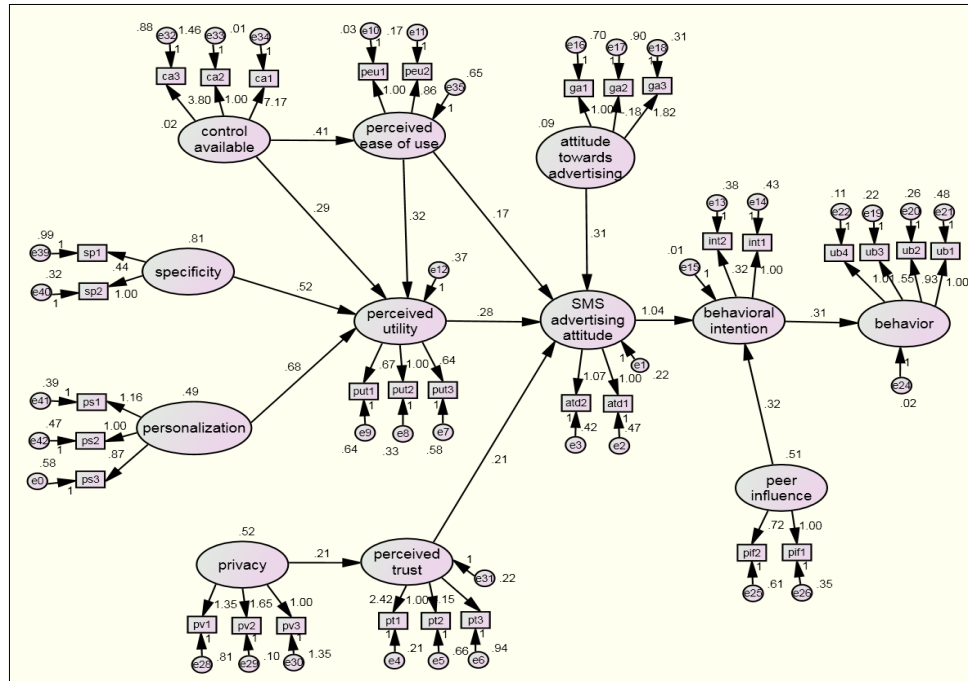 .88 e32 1.46 e33 .01 e34
1 1 1
ca3 ca2 ca1
3.80 1.00 7.17
.02
control
available
.03 e10 .17 e11
1 1
peu1 peu2
.65
e35
1.00 .86 1
perceived
ease of use
.41
.29
.32
.17
e16 .70 e17 .90 e18 .31
1 1 1
ga1 ga2 ga3
1.00 .18 1.82
.09
attitude
towards
advertising
.31
.99
e39 1 sp1
.44
.32
e40 1 sp2
1.00
.81
specificity
.52
.37
e12
1
perceived
utility
.28
.67 1.00 .64
put1 put2 put3
1 1 1
e9 e8 e7
.64 .33 .58
.39
e41 1 ps1
1.16
.47
e42 1 ps2
1.00
.58
e0 1 ps3
.87
.49
personalization
.68
SMS
advertising
attitude
1 e1
.22
1.07 1.00
atd2 atd1
1 1
.42 .47
e3 e2
1.04
.38 .43
e13 e14
1 1
int2 int1
.01
e15
1
.32 1.00
behavioral
intention
.31
.11 .22 .26 .48
e22 e19 e20 e21
1 1 1 1
ub4 ub3 ub2 ub1
1.01 .55 .93 1.00
behavior
1
e24
.02
.32
.51
peer
influence
.72 1.00
pif2 pif1
1 1
.61 .35
e25 e26
.21
.52
privacy
.21
1.35 1.65 1.00
pv1 pv2 pv3
1 1 1
e28 .81 e29 .10 e30 1.35
perceived
trust
1 e31 .22
2.42 1.00 .15
pt1 pt2 pt3
1 1 1
.21 .66 .94
e4 e5 e6